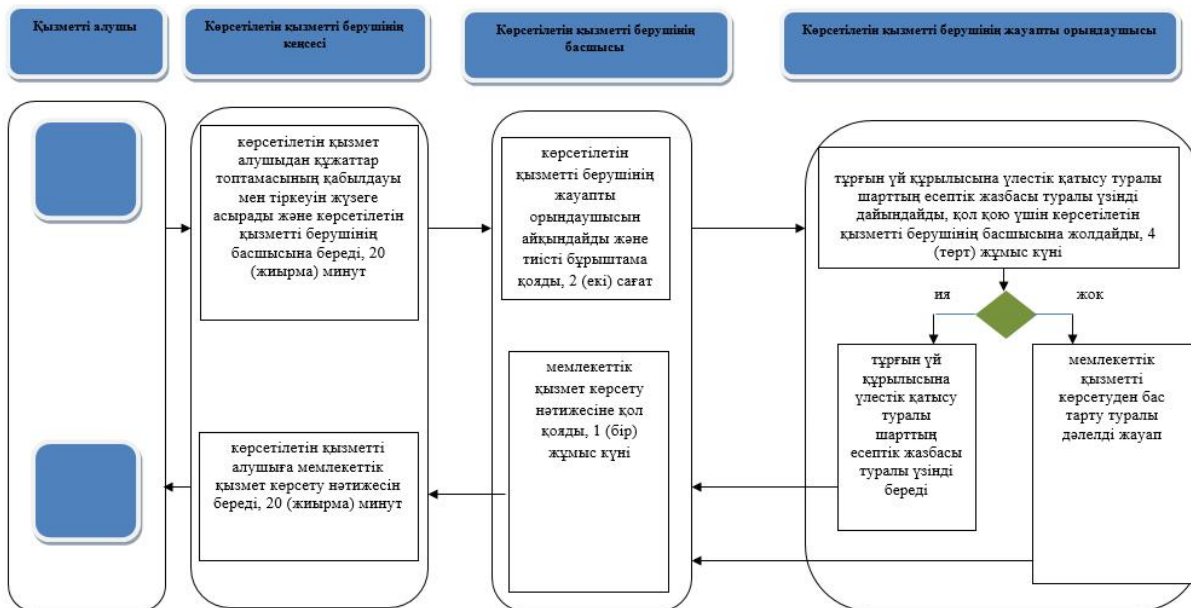 Қызметті алушы
Көрсетілетін қызметті берушінің
кеңсесі
Көрсетілетін қызметті берушінің
басшысы
Көрсетілетін қызметті берушінің жауапты орындаушысы
көрсетілетін қызмет
алушыдан құжаттар
топтамасының қабылдауы
мен тіркеуін жүзеге
асырады және көрсетілетін
қызметті берушінің
басшысына береді, 20
(жиырма) минут
көрсетілетін
қызметті берушінің
жауапты
орындаушысын
айқындайды және
тиісті бұрыштама
қояды, 2 (екі) сағат
тұрғын үй құрылысына үлестік қатысу туралы
шарттың есептік жазбасы туралы үзінді
дайындайды, қол қою үшін көрсетілетін
қызметті берушінің басшысына жолдайды, 4
(төрт) жұмыс күні
ия
жок
көрсетілетін қызметті
алушыға мемлекеттік
қызмет көрсету нәтижесін
береді, 20 (жиырма) минут
мемлекеттік
қызмет көрсету
нәтижесіне қол
қояды, 1 (бір)
жұмыс күні
тұрғын үй
құрылысына
үлестік қатысу
туралы
шарттың
есептік жазбасы
туралы үзінді
береді
мемлекеттік
қызметті
көрсетуден бас
тарту туралы
дәлелді жауап